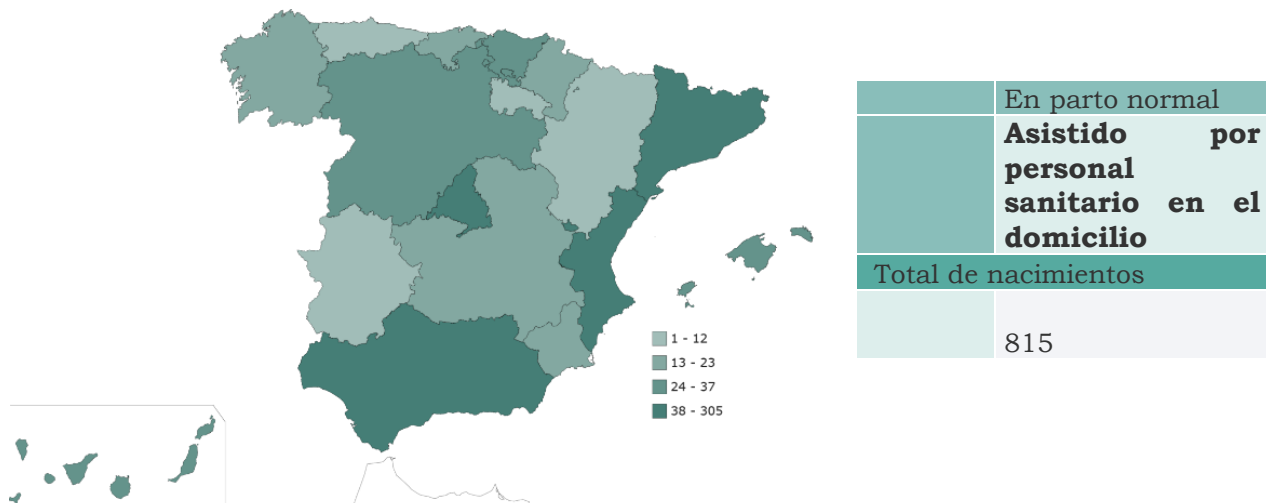 En parto normal
Asistido por
personal
sanitario en el
domicilio
Total de nacimientos
815
1 - 12
13 - 23
24 - 37
38 - 305